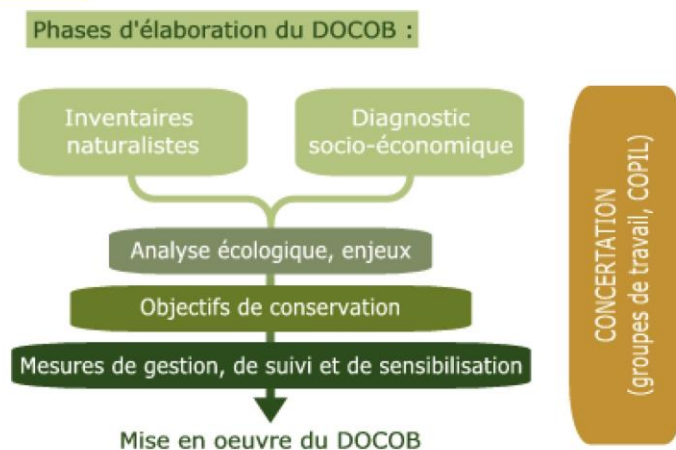 Phases d'élaboration du DOCOB :
Inventaires
naturalistes
Diagnostic
socio-économique
Analyse écologique, enjeux
Objectifs de conservation
Mesures de gestion, de suivi et de sensibilisation
Mise en oeuvre du DOCOB
CONCERTATION
(groupes de travail, COPIL)